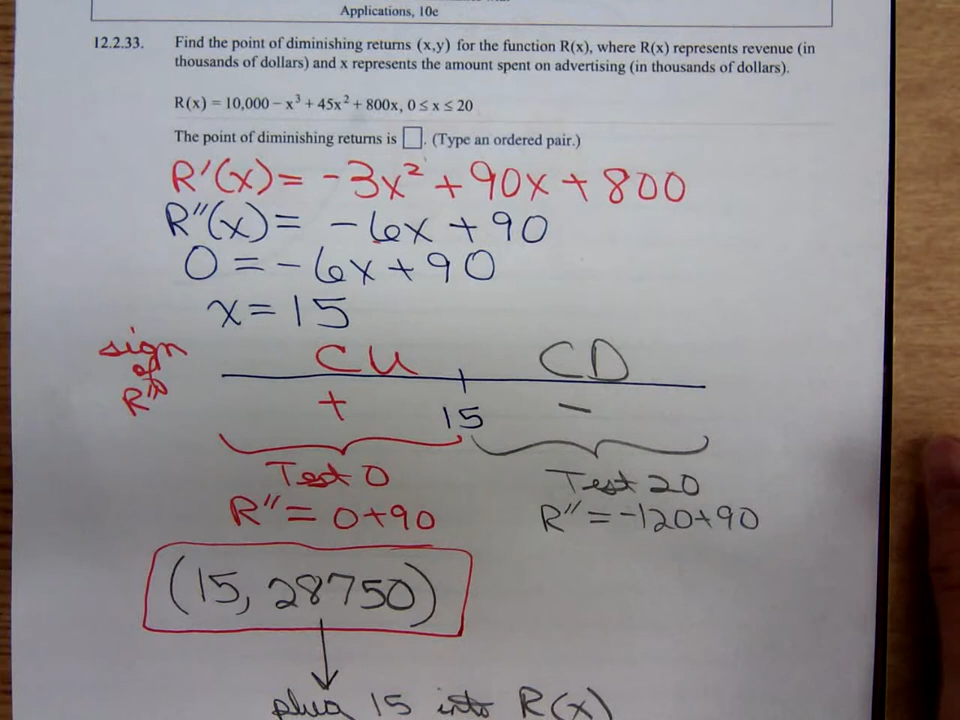 Applications, 10e
12.2.33. Find the point of diminishing returns (x,y) for the function R(x), where R(x) represents revenue (in
thousands of dollars) and x represents the amount spent on advertising (in thousands of dollars).
R(x) = 10,000 − x³ + 45x² + 800x, 0 ≤ x ≤ 20
The point of diminishing returns is □. (Type an ordered pair.)
R'(x) = -3x² + 90x + 800
R''(x) = -6x + 90
0 = -6x + 90
x = 15
sign of R'' CU CD
+ 15 −
Test 0 Test 20
R'' = 0+90 R'' = -120+90
(15, 28750)
plug 15 into R(x)